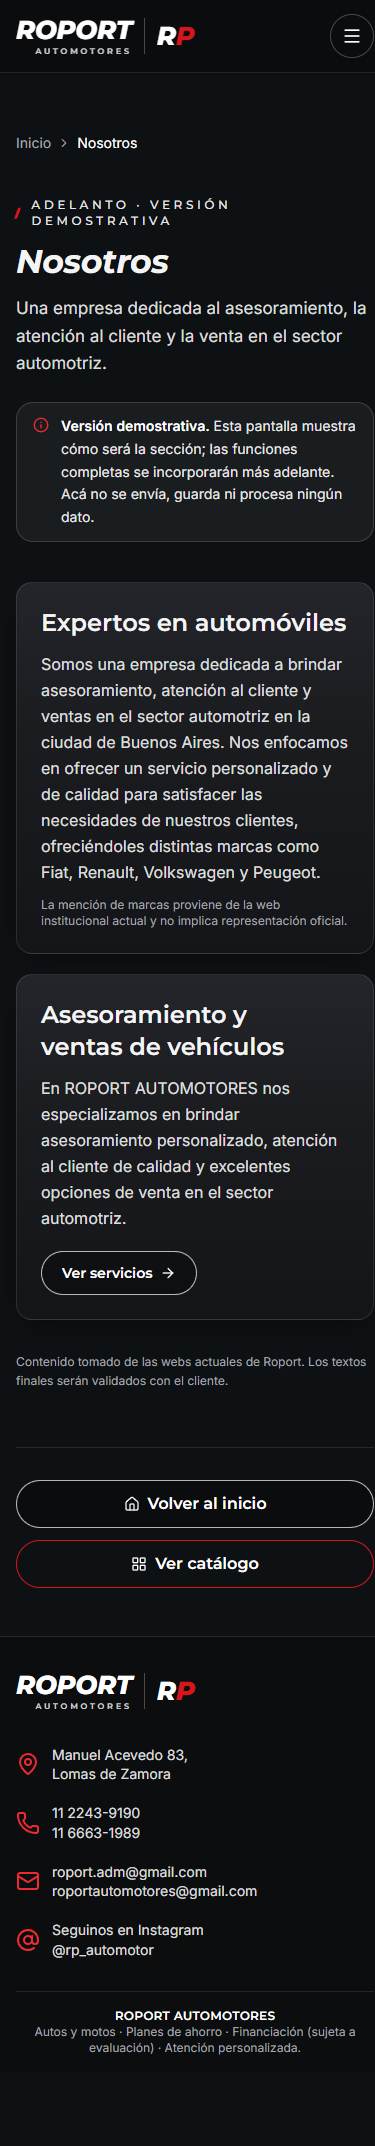 ROPORT
AUTOMOTORES
RP
Inicio > Nosotros
ADELANTO · VERSIÓN
DEMOSTRATIVA
Nosotros
Una empresa dedicada al asesoramiento, la
atención al cliente y la venta en el sector
automotriz.
Versión demostrativa. Esta pantalla muestra
cómo será la sección; las funciones
completas se incorporarán más adelante.
Acá no se envía, guarda ni procesa ningún
dato.
Expertos en automóviles
Somos una empresa dedicada a brindar
asesoramiento, atención al cliente y
ventas en el sector automotriz en la
ciudad de Buenos Aires. Nos enfocamos
en ofrecer un servicio personalizado y
de calidad para satisfacer las
necesidades de nuestros clientes,
ofreciéndoles distintas marcas como
Fiat, Renault, Volkswagen y Peugeot.
La mención de marcas proviene de la web
institucional actual y no implica representación oficial.
Asesoramiento y
ventas de vehículos
En ROPORT AUTOMOTORES nos
especializamos en brindar
asesoramiento personalizado, atención
al cliente de calidad y excelentes
opciones de venta en el sector
automotriz.
Ver servicios →
Contenido tomado de las webs actuales de Roport. Los textos
finales serán validados con el cliente.
Volver al inicio
Ver catálogo
ROPORT
AUTOMOTORES
RP
Manuel Acevedo 83,
Lomas de Zamora
11 2243-9190
11 6663-1989
roport.adm@gmail.com
roportautomotores@gmail.com
Seguinos en Instagram
@rp_automotor
ROPORT AUTOMOTORES
Autos y motos · Planes de ahorro · Financiación (sujeta a
evaluación) · Atención personalizada.